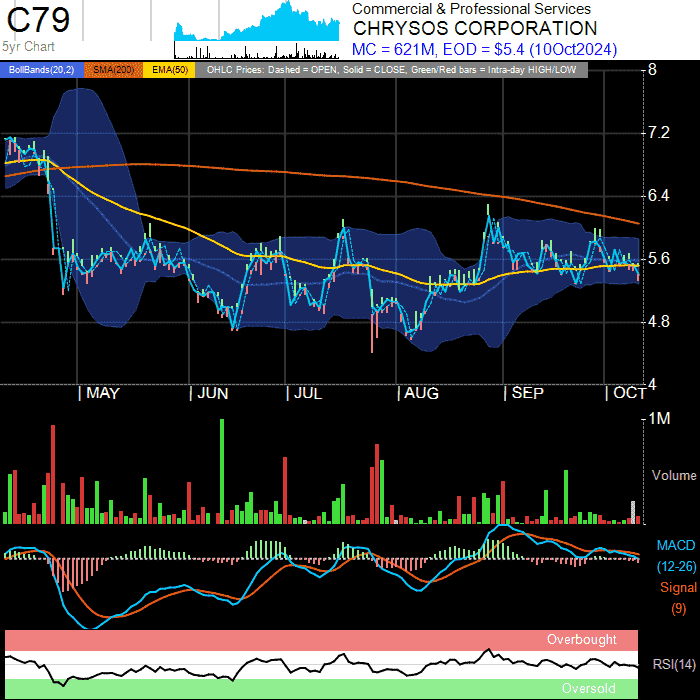 C79
Commercial & Professional Services
CHRYSOS CORPORATION
5yr Chart
MC = 621M, EOD = $5.4 (10Oct2024)
BollBands(20,2) SMA(200) EMA(50) OHLC Prices: Dashed = OPEN, Solid = CLOSE, Green/Red bars = Intra-day HIGH/LOW
8
7.2
6.4
5.6
4.8
4
| MAY | JUN | JUL | AUG | SEP | OCT
1M
Volume
MACD
(12-26)
Signal
(9)
Overbought
RSI(14)
Oversold